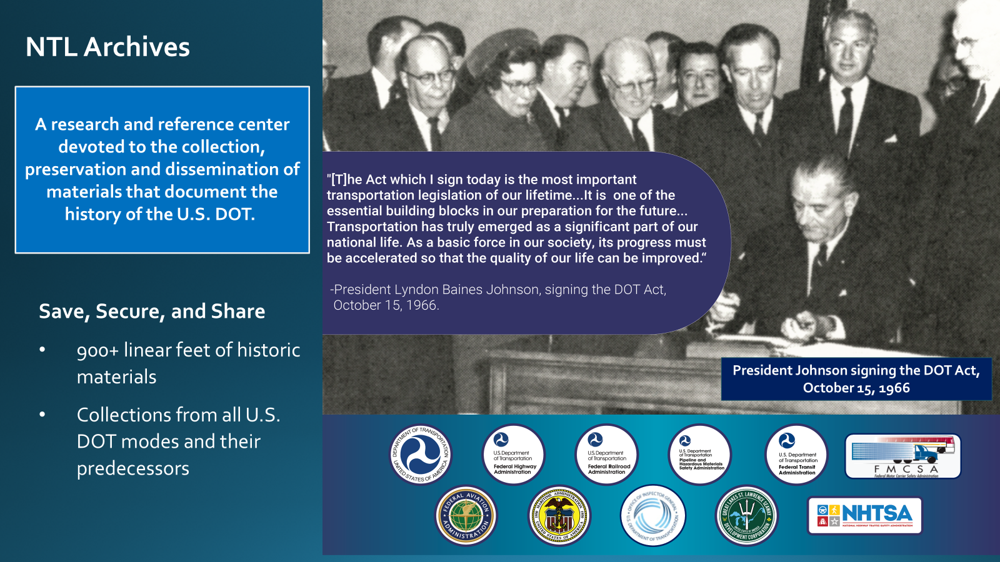 NTL Archives
A research and reference center
devoted to the collection,
preservation and dissemination of
materials that document the
history of the U.S. DOT.
Save, Secure, and Share
• 900+ linear feet of historic
materials
• Collections from all U.S.
DOT modes and their
predecessors
"[T]he Act which I sign today is the most important
transportation legislation of our lifetime...It is  one of the
essential building blocks in our preparation for the future...
Transportation has truly emerged as a significant part of our
national life. As a basic force in our society, its progress must
be accelerated so that the quality of our life can be improved.“
-President Lyndon Baines Johnson, signing the DOT Act,
October 15, 1966.
President Johnson signing the DOT Act,
October 15, 1966
DEPARTMENT OF TRANSPORTATION
UNITED STATES OF AMERICA
U.S. Department
of Transportation
Federal Highway
Administration
U.S. Department
of Transportation
Federal Railroad
Administration
U.S. Department
of Transportation
Pipeline and
Hazardous Materials
Safety Administration
U.S. Department
of Transportation
Federal Transit
Administration
FMCSA
Federal Motor Carrier Safety Administration
FEDERAL AVIATION
ADMINISTRATION
MARITIME ADMINISTRATION
1950 1950
UNITED STATES OF AMERICA
OFFICE OF INSPECTOR GENERAL
U.S. DEPARTMENT OF TRANSPORTATION
GREAT LAKES ST. LAWRENCE SEAWAY
UNITED STATES OF AMERICA
DEVELOPMENT CORPORATION
NHTSA
NATIONAL HIGHWAY TRAFFIC SAFETY ADMINISTRATION